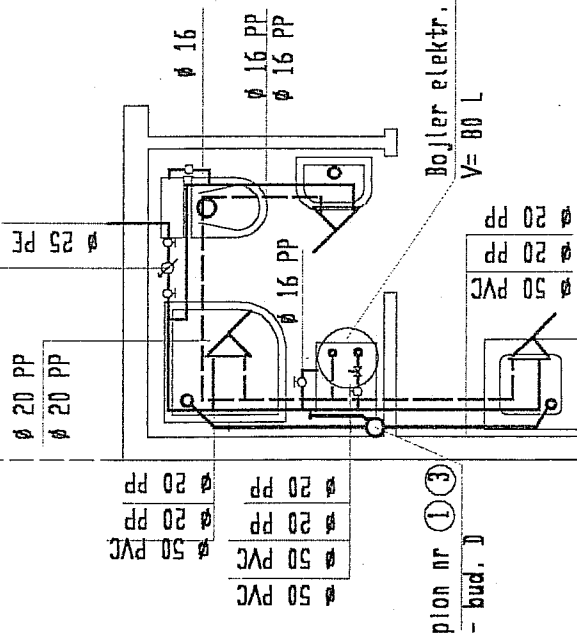 ø 16
ø 16 PP
ø 16 PP
Bojler elektr.
V= 80 L
ø 25 PE
ø 20 PP
ø 20 PP
ø 16 PP
ø 20 PP
ø 20 PP
ø 50 PVC
ø 20 PP
ø 20 PP
ø 50 PVC
ø 20 PP
ø 20 PP
ø 50 PVC
ø 50 PVC
pion nr 1 3
- bud. D